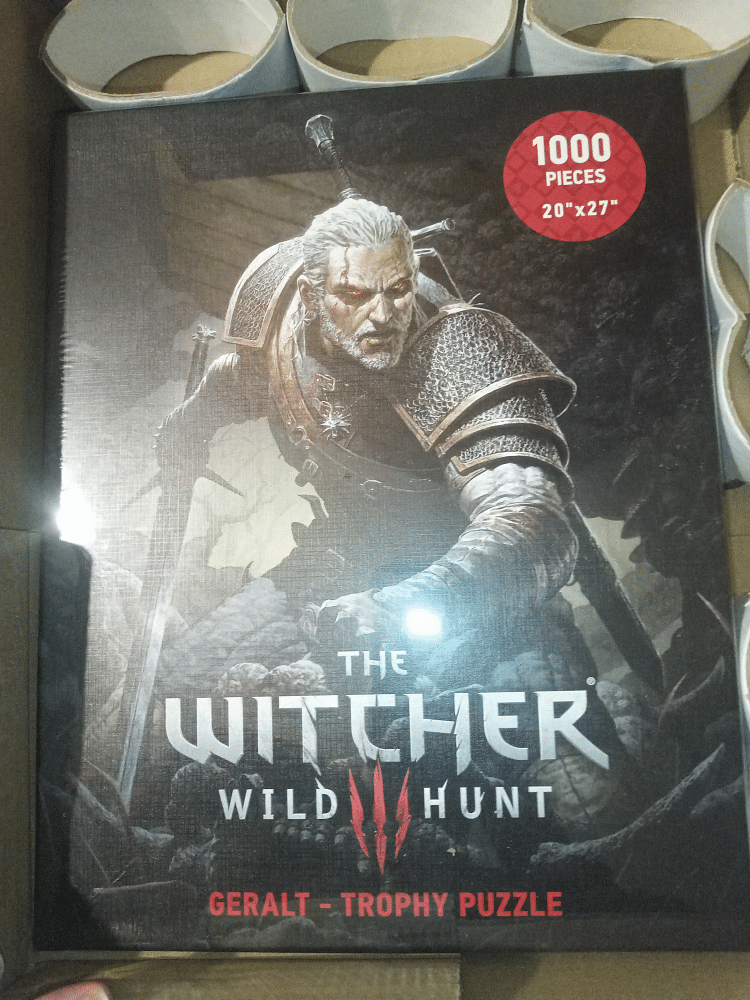 1000
PIECES
20"x27"
THE
WITCHER®
WILD HUNT
GERALT - TROPHY PUZZLE